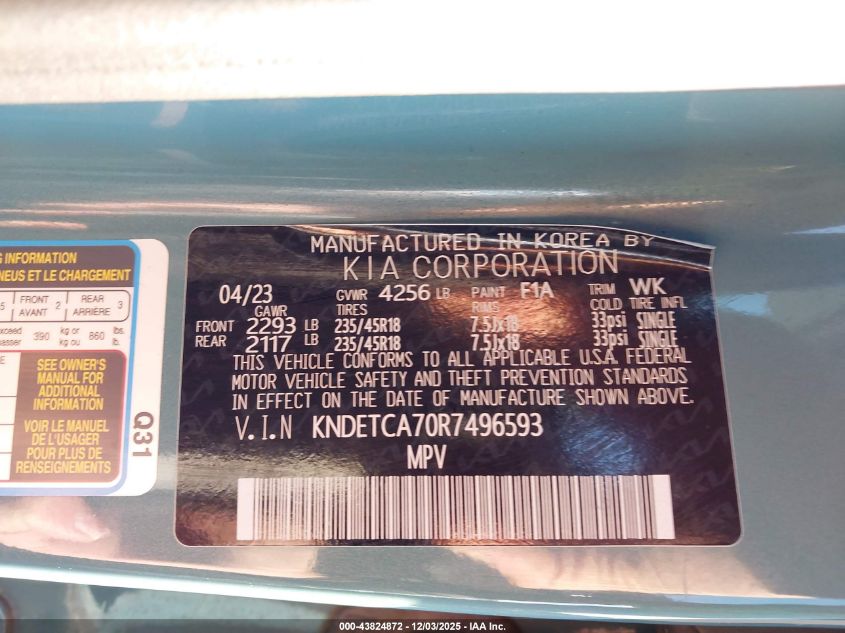 G INFORMATION
NEUS ET LE CHARGEMENT
5 FRONT AVANT 2 REAR ARRIÈRE 3
exceed 390 kg or kg ou 860 lbs. lb.
SEE OWNER'S
MANUAL FOR
ADDITIONAL
INFORMATION
VOIR LE MANUEL
DE L'USAGER
POUR PLUS DE
RENSEIGNEMENTS
Q31
MANUFACTURED IN KOREA BY
KIA CORPORATION
04/23 GVWR 4256 LB PAINT F1A TRIM WK
GAWR TIRES RIMS COLD TIRE INFL
FRONT 2293 LB 235/45R18 7.5Jx18 33psi SINGLE
REAR 2117 LB 235/45R18 7.5Jx18 33psi SINGLE
THIS VEHICLE CONFORMS TO ALL APPLICABLE U.S.A. FEDERAL
MOTOR VEHICLE SAFETY AND THEFT PREVENTION STANDARDS
IN EFFECT ON THE DATE OF MANUFACTURE SHOWN ABOVE.
V.I.N KNDETCA70R7496593
MPV
000-43824872 - 12/03/2025 - IAA Inc.